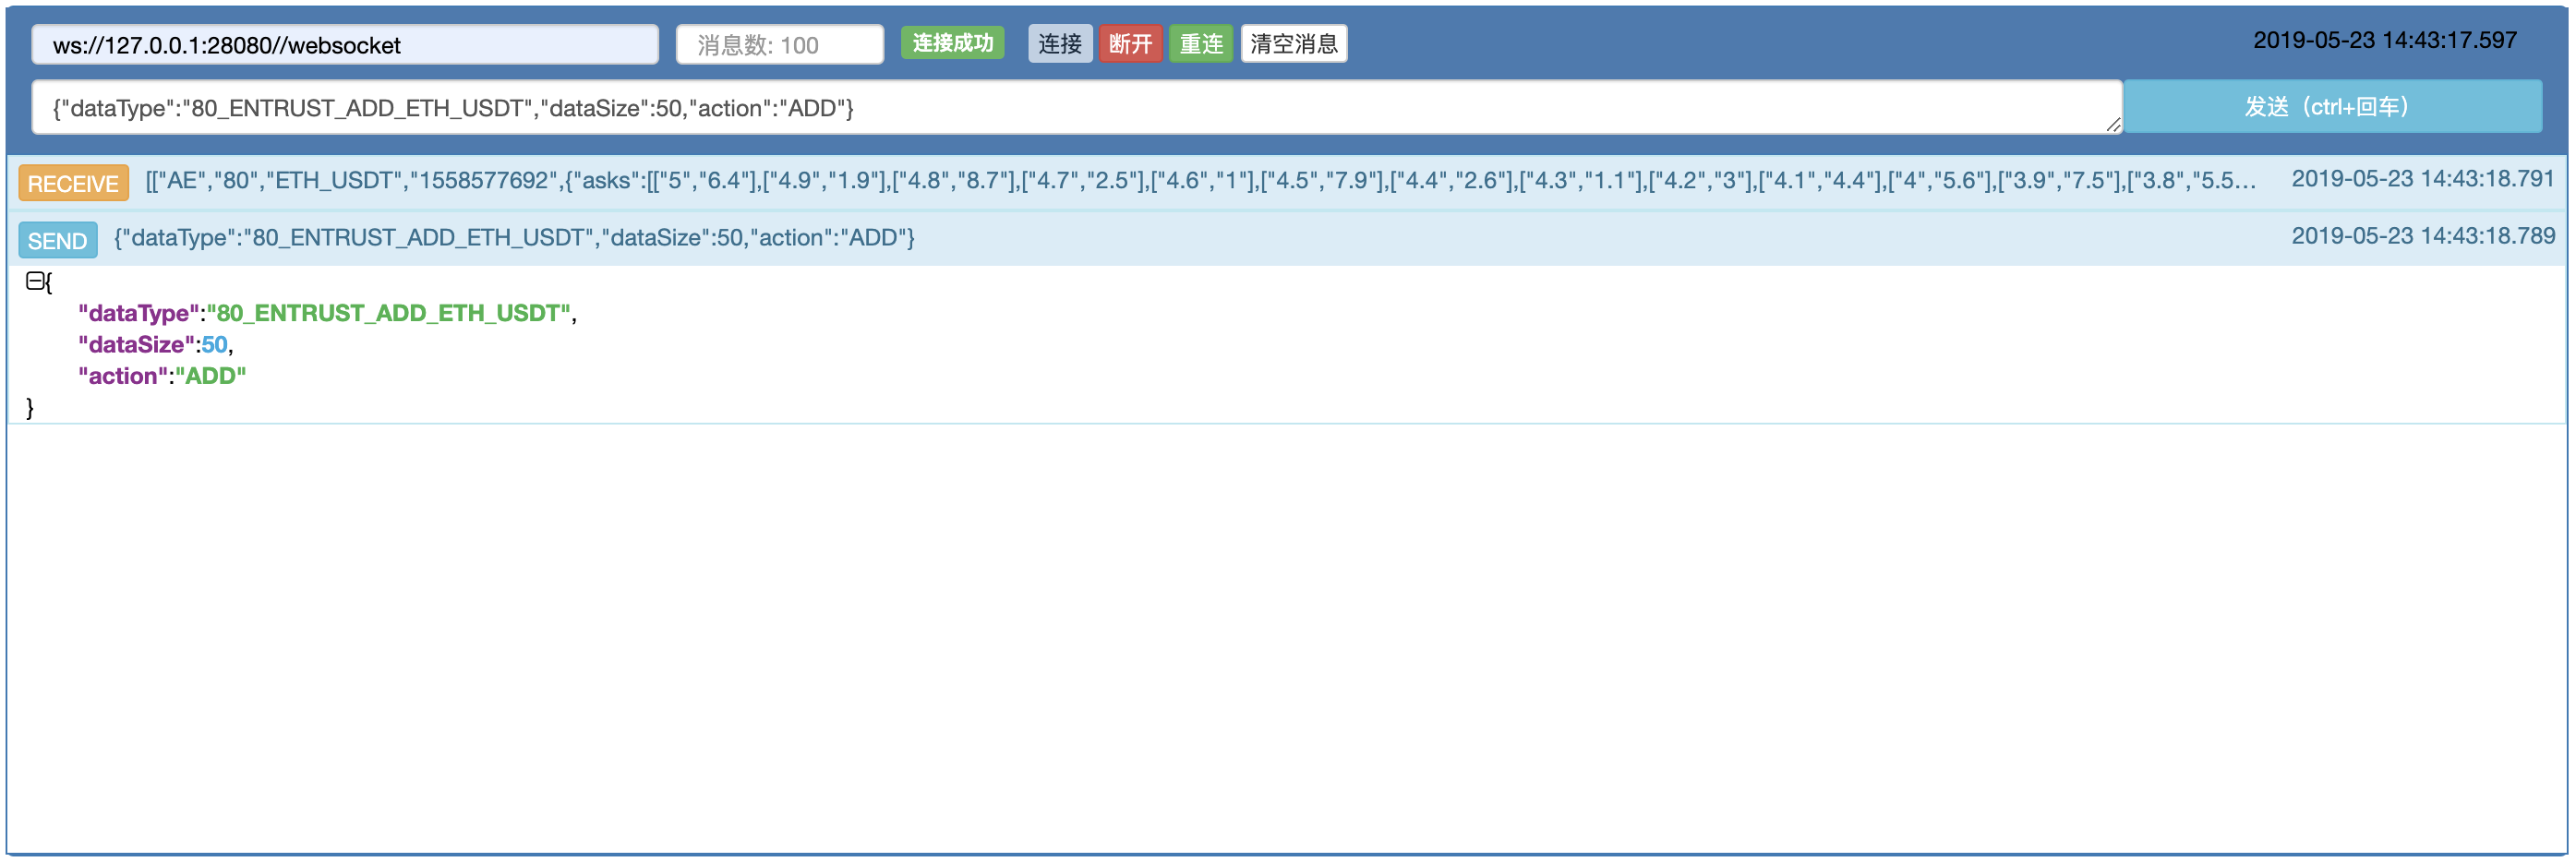 ws://127.0.0.1:28080//websocket 消息数: 100 连接成功 连接 断开 重连 清空消息 2019-05-23 14:43:17.597
{"dataType":"80_ENTRUST_ADD_ETH_USDT","dataSize":50,"action":"ADD"} 发送（ctrl+回车）
RECEIVE [["AE","80","ETH_USDT","1558577692",{"asks":[["5","6.4"],["4.9","1.9"],["4.8","8.7"],["4.7","2.5"],["4.6","1"],["4.5","7.9"],["4.4","2.6"],["4.3","1.1"],["4.2","3"],["4.1","4.4"],["4","5.6"],["3.9","7.5"],["3.8","5.5... 2019-05-23 14:43:18.791
SEND {"dataType":"80_ENTRUST_ADD_ETH_USDT","dataSize":50,"action":"ADD"} 2019-05-23 14:43:18.789
{
"dataType":"80_ENTRUST_ADD_ETH_USDT",
"dataSize":50,
"action":"ADD"
}